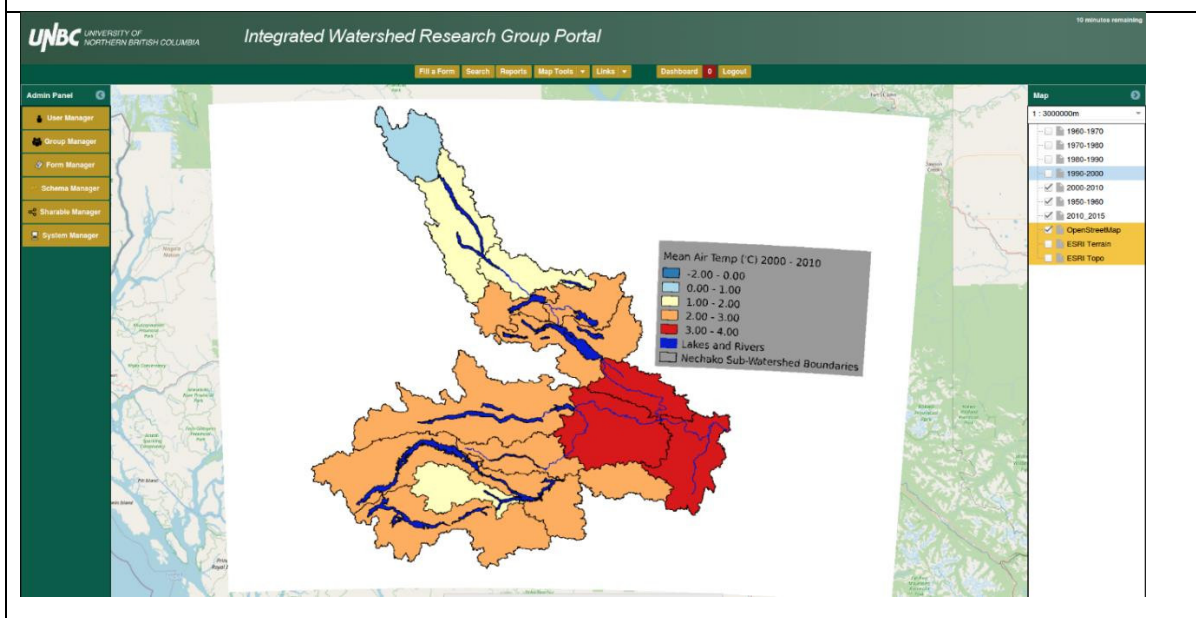 10 minutes remaining
UNBC UNIVERSITY OF
NORTHERN BRITISH COLUMBIA
Integrated Watershed Research Group Portal
Fill a Form Search Reports Map Tools Links Dashboard 0 Logout
Admin Panel
User Manager
Group Manager
Form Manager
Schema Manager
Sharable Manager
System Manager
Mean Air Temp (°C) 2000 - 2010
-2.00 - 0.00
0.00 - 1.00
1.00 - 2.00
2.00 - 3.00
3.00 - 4.00
Lakes and Rivers
Nechako Sub-Watershed Boundaries
Map
1 : 3000000m
1960-1970
1970-1980
1980-1990
1990-2000
2000-2010
1950-1960
2010_2015
OpenStreetMap
ESRI Terrain
ESRI Topo